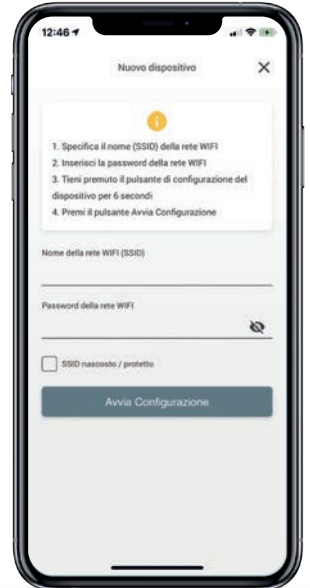 12:46
Nuovo dispositivo
1. Specifica il nome (SSID) della rete WIFI
2. Inserisci la password della rete WIFI
3. Tieni premuto il pulsante di configurazione del
dispositivo per 6 secondi
4. Premi il pulsante Avvia Configurazione
Nome della rete WIFI (SSID)
Password della rete WIFI
SSID nascosto / protetto
Avvia Configurazione